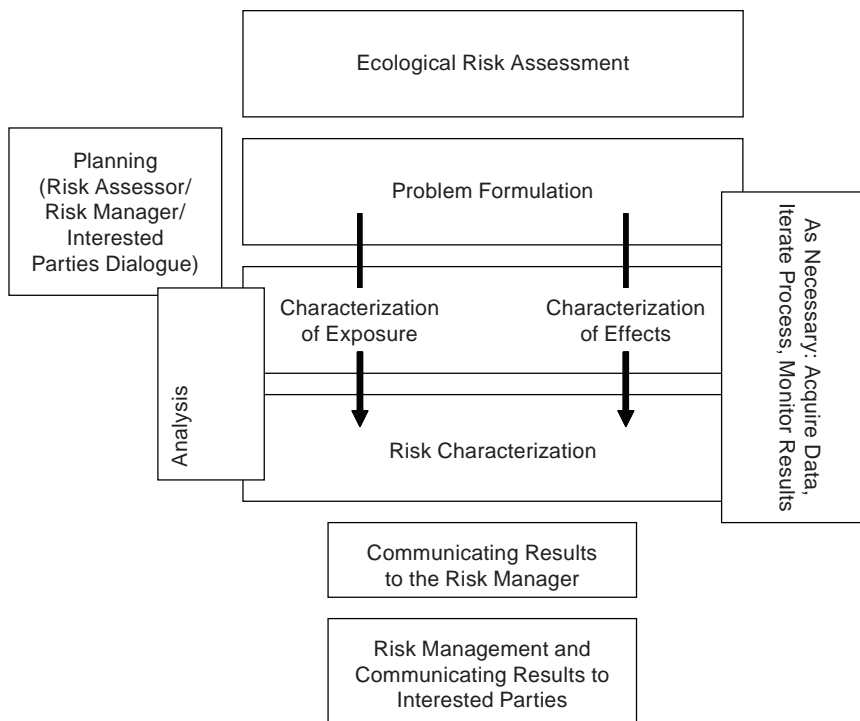 Ecological Risk Assessment
Planning
(Risk Assessor/
Risk Manager/
Interested
Parties Dialogue)
Problem Formulation
As Necessary: Acquire Data,
Iterate Process, Monitor Results
Analysis
Characterization
of Exposure
Characterization
of Effects
Risk Characterization
Communicating Results
to the Risk Manager
Risk Management and
Communicating Results to
Interested Parties